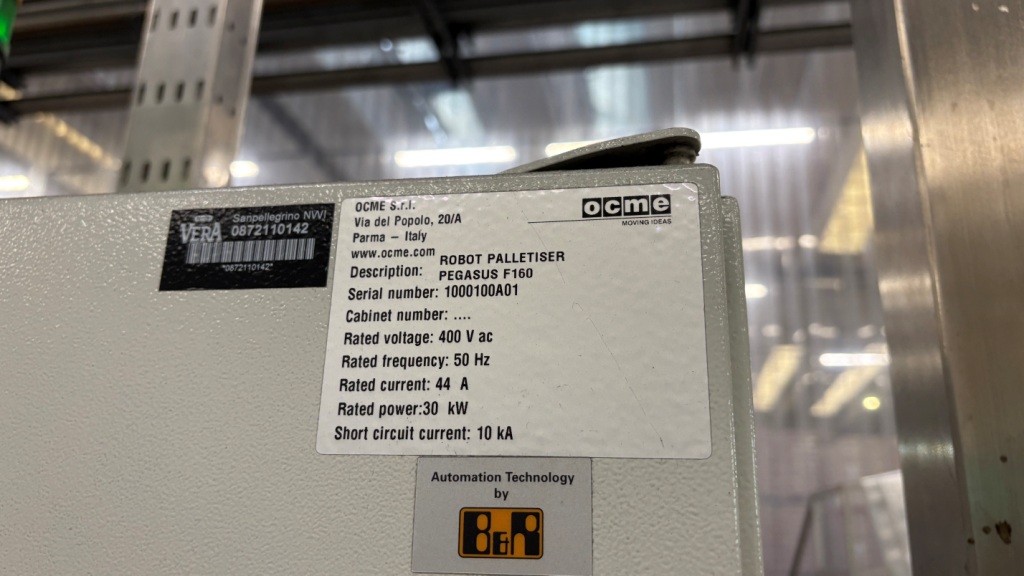 Sanpellegrino NWJ
VERA
0872110142
*0872110142*
OCME S.r.l.
Via del Popolo, 20/A
Parma – Italy
www.ocme.com
ocme
MOVING IDEAS
Description: ROBOT PALLETISER
PEGASUS F160
Serial number: 1000100A01
Cabinet number: ....
Rated voltage: 400 V ac
Rated frequency: 50 Hz
Rated current: 44 A
Rated power:30 kW
Short circuit current: 10 kA
Automation Technology
by
B&R